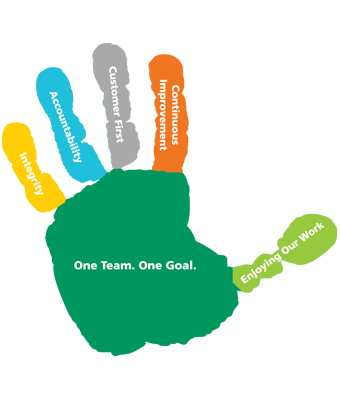 Integrity
Accountability
Customer First
Continuous
Improvement
One Team. One Goal.
Enjoying Our Work